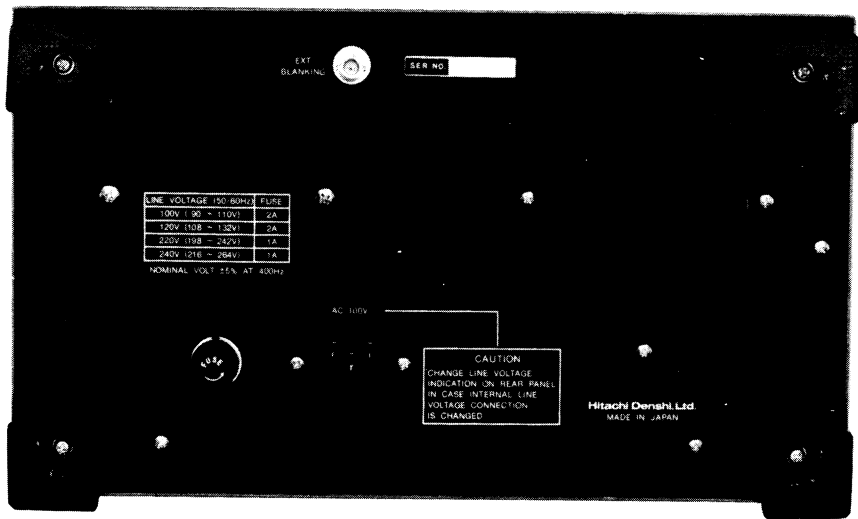 EXT
BLANKING
SER NO.
LINE VOLTAGE (50-60Hz) FUSE
100V (90 ~ 110V) 2A
120V (108 ~ 132V) 2A
220V (198 ~ 242V) 1A
240V (216 ~ 264V) 1A
NOMINAL VOLT ±5% AT 400Hz
AC 100V
FUSE
CAUTION
CHANGE LINE VOLTAGE
INDICATION ON REAR PANEL
IN CASE INTERNAL LINE
VOLTAGE CONNECTION
IS CHANGED
Hitachi Denshi, Ltd.
MADE IN JAPAN